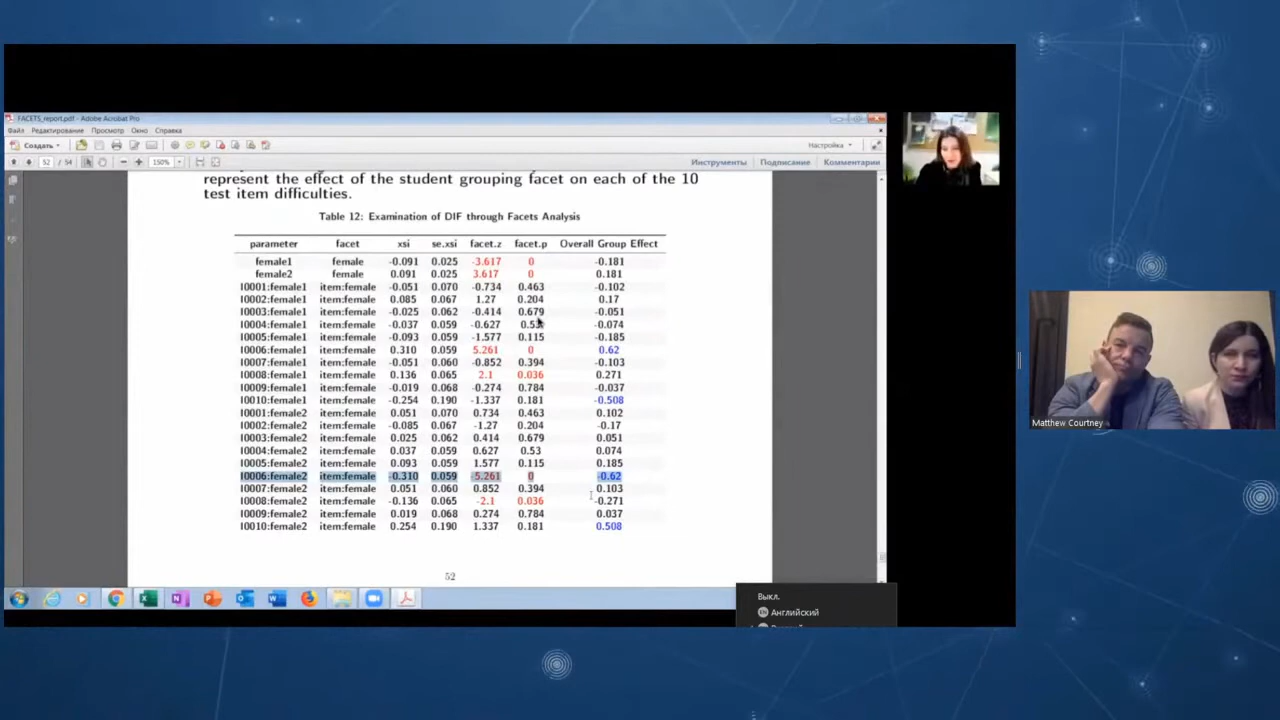 FACETS_report.pdf - Adobe Acrobat Pro
Файл Редактирование Просмотр Окно Справка
Создать Настройка
52 / 54 150% Инструменты Подписание Комментарии
represent the effect of the student grouping facet on each of the 10
test item difficulties.
Table 12: Examination of DIF through Facets Analysis
parameter facet xsi se.xsi facet.z facet.p Overall Group Effect
female1 female -0.091 0.025 -3.617 0 -0.181
female2 female 0.091 0.025 3.617 0 0.181
I0001:female1 item:female -0.051 0.070 -0.734 0.463 -0.102
I0002:female1 item:female 0.085 0.067 1.27 0.204 0.17
I0003:female1 item:female -0.025 0.062 -0.414 0.679 -0.051
I0004:female1 item:female -0.037 0.059 -0.627 0.53 -0.074
I0005:female1 item:female -0.093 0.059 -1.577 0.115 -0.185
I0006:female1 item:female 0.310 0.059 5.261 0 0.62
I0007:female1 item:female -0.051 0.060 -0.852 0.394 -0.103
I0008:female1 item:female 0.136 0.065 2.1 0.036 0.271
I0009:female1 item:female -0.019 0.068 -0.274 0.784 -0.037
I0010:female1 item:female -0.254 0.190 -1.337 0.181 -0.508
I0001:female2 item:female 0.051 0.070 0.734 0.463 0.102
I0002:female2 item:female -0.085 0.067 -1.27 0.204 -0.17
I0003:female2 item:female 0.025 0.062 0.414 0.679 0.051
I0004:female2 item:female 0.037 0.059 0.627 0.53 0.074
I0005:female2 item:female 0.093 0.059 1.577 0.115 0.185
I0006:female2 item:female -0.310 0.059 -5.261 0 -0.62
I0007:female2 item:female 0.051 0.060 0.852 0.394 0.103
I0008:female2 item:female -0.136 0.065 -2.1 0.036 -0.271
I0009:female2 item:female 0.019 0.068 0.274 0.784 0.037
I0010:female2 item:female 0.254 0.190 1.337 0.181 0.508
52
Выкл.
Английский
Matthew Courtney